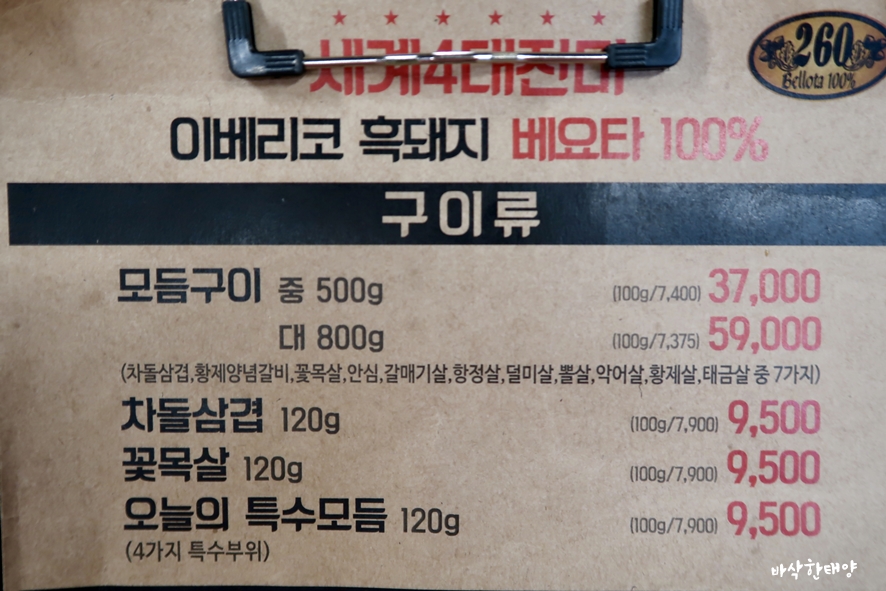 세계4대진미
260
Bellota 100%
이베리코 흑돼지 베요타 100%
구이류
모듬구이 중 500g (100g/7,400) 37,000
대 800g (100g/7,375) 59,000
(차돌삼겹,황제양념갈비,꽃목살,안심,갈매기살,항정살,덜미살,뽈살,악어살,황제살,태금살 중 7가지)
차돌삼겹 120g (100g/7,900) 9,500
꽃목살 120g (100g/7,900) 9,500
오늘의 특수모듬 120g (100g/7,900) 9,500
(4가지 특수부위)
바삭한태양